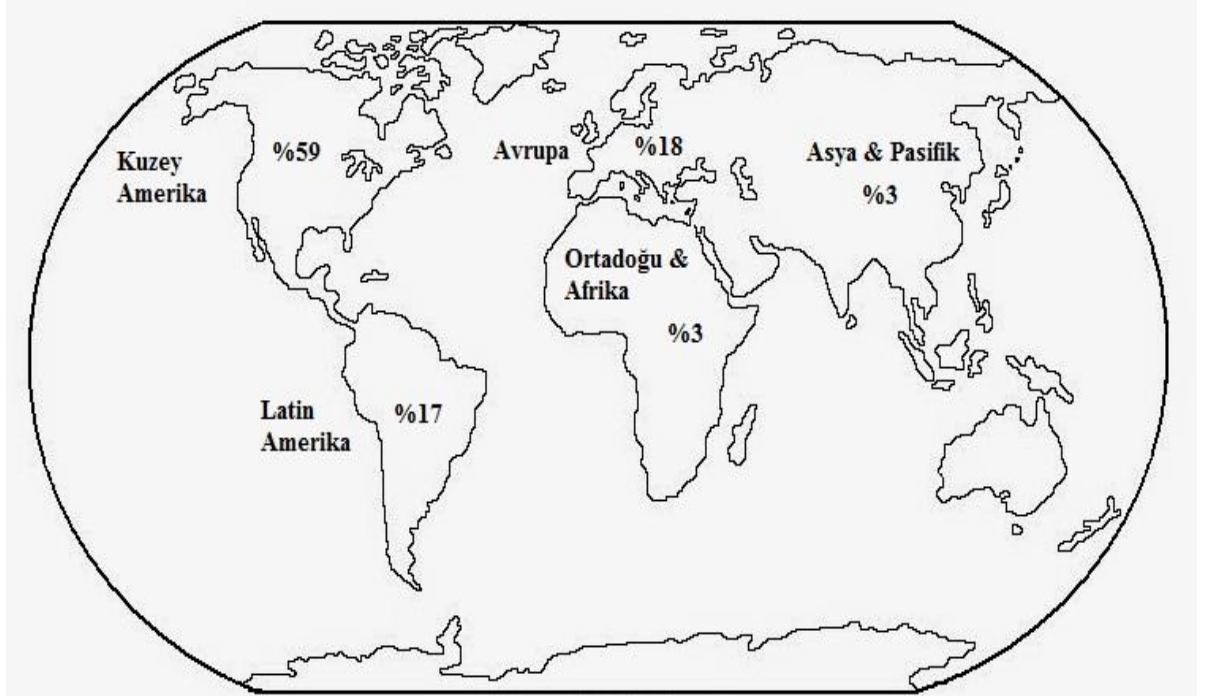 Kuzey
Amerika
%59
Avrupa
%18
Asya & Pasifik
%3
Ortadoğu &
Afrika
%3
Latin
Amerika
%17